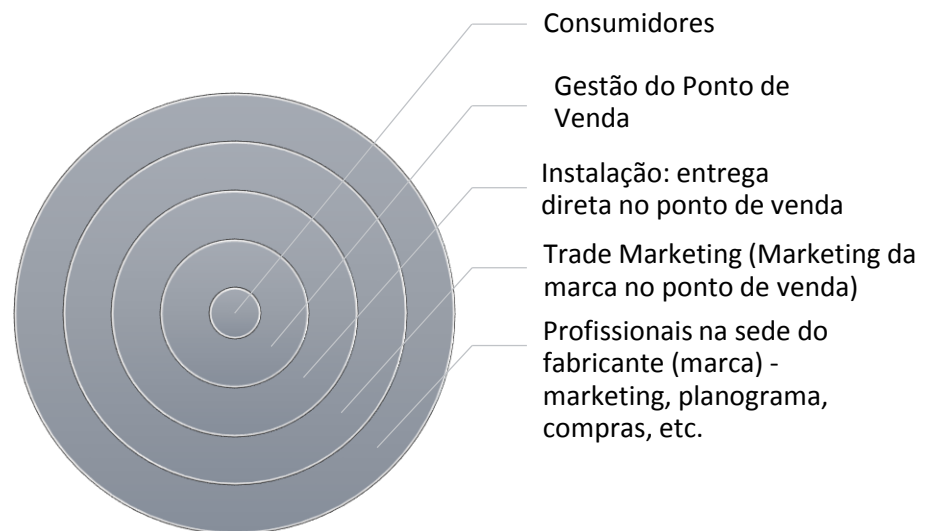 Consumidores
Gestão do Ponto de
Venda
Instalação: entrega
direta no ponto de venda
Trade Marketing (Marketing da
marca no ponto de venda)
Profissionais na sede do
fabricante (marca) -
marketing, planograma,
compras, etc.